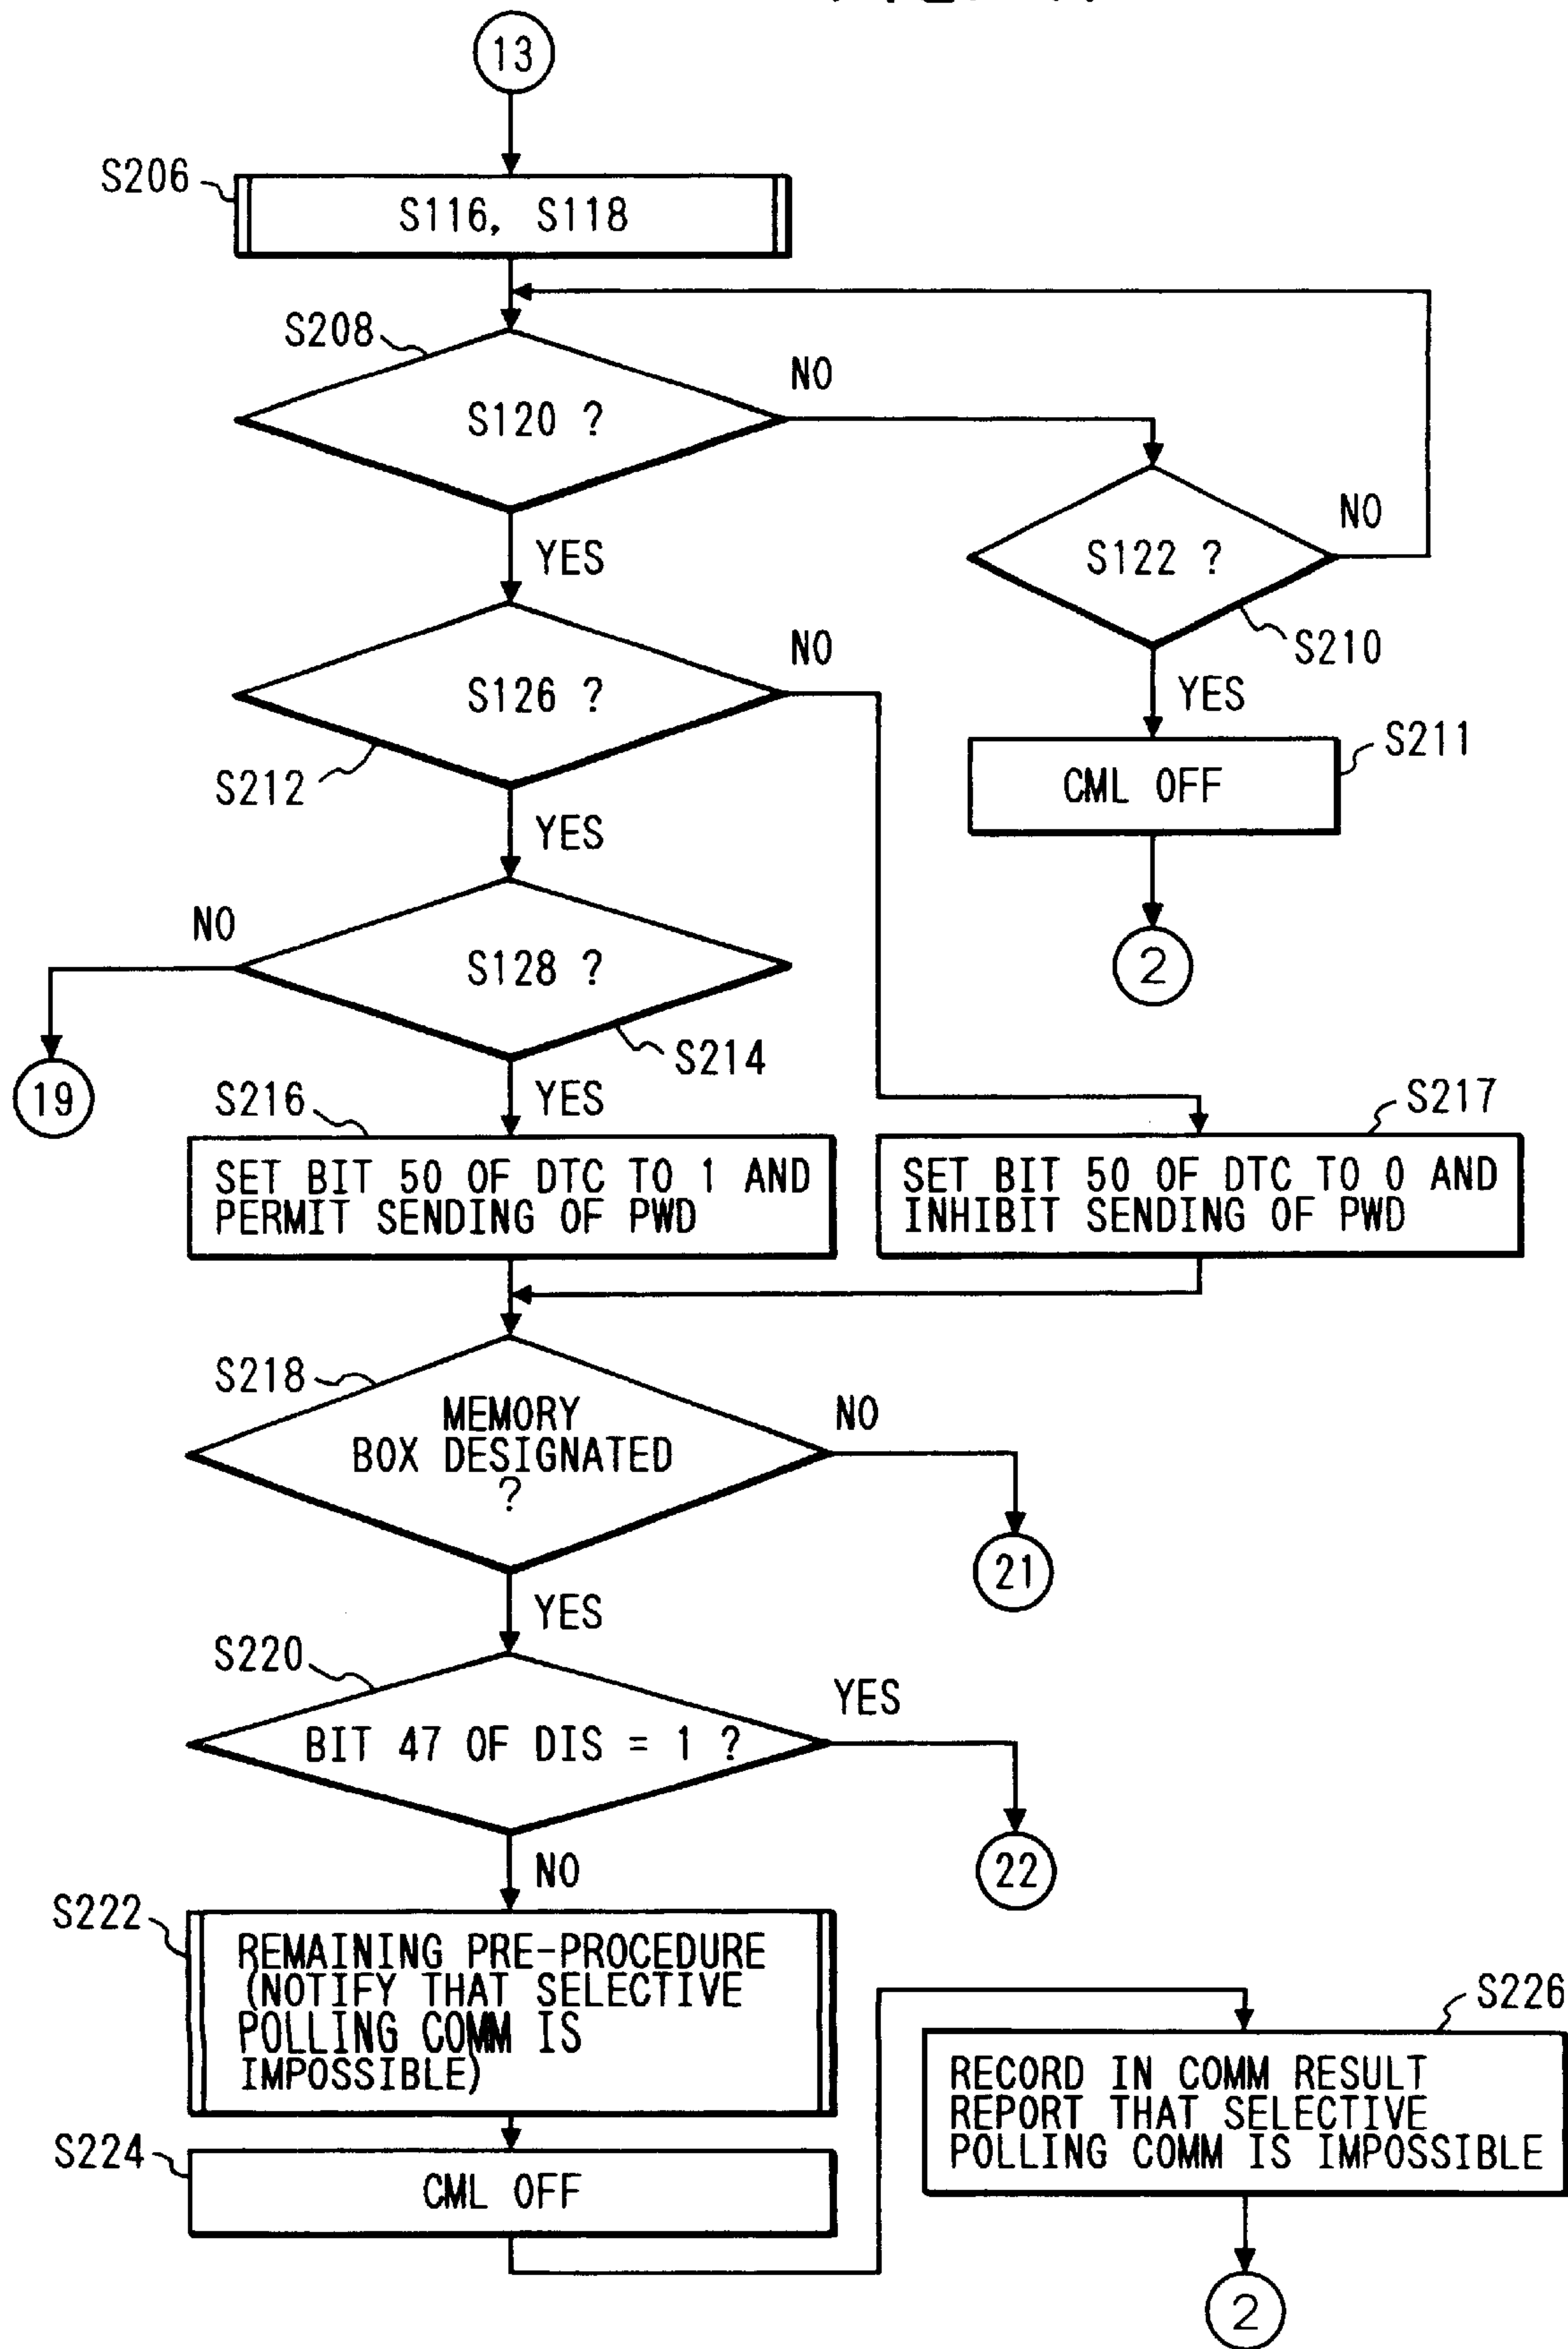 13
S206
S116, S118
S208
S120 ?
NO
YES
S122 ?
NO
S210
YES
S126 ?
NO
S212
YES
CML OFF
S211
2
NO
S128 ?
S214
19
YES
S216
SET BIT 50 OF DTC TO 1 AND
PERMIT SENDING OF PWD
S217
SET BIT 50 OF DTC TO 0 AND
INHIBIT SENDING OF PWD
S218
MEMORY
BOX DESIGNATED
?
NO
21
YES
S220
BIT 47 OF DIS = 1 ?
YES
22
NO
S222
REMAINING PRE-PROCEDURE
(NOTIFY THAT SELECTIVE
POLLING COMM IS
IMPOSSIBLE)
S224
CML OFF
S226
RECORD IN COMM RESULT
REPORT THAT SELECTIVE
POLLING COMM IS IMPOSSIBLE
2